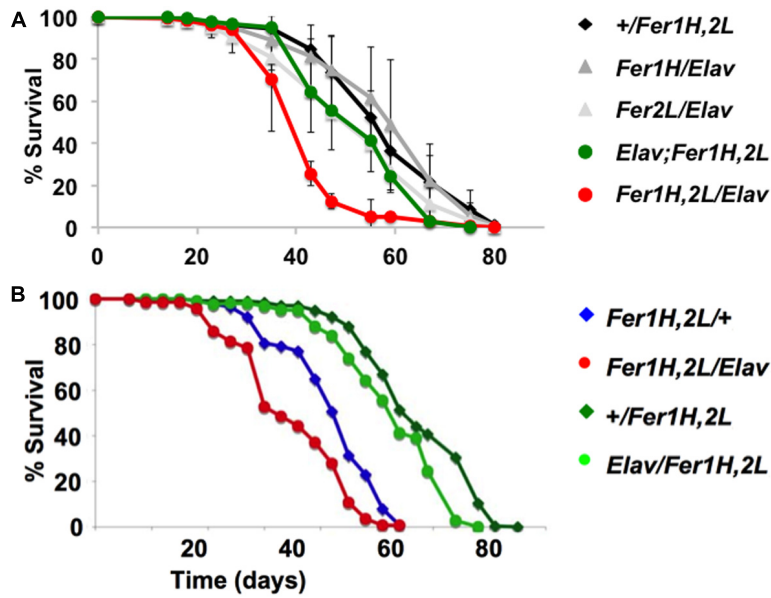 A
100
80
60
40
20
0
% Survival
0 20 40 60 80
+/Fer1H,2L
Fer1H/Elav
Fer2L/Elav
Elav;Fer1H,2L
Fer1H,2L/Elav
B
100
80
60
40
20
0
% Survival
20 40 60 80
Time (days)
Fer1H,2L/+
Fer1H,2L/Elav
+/Fer1H,2L
Elav/Fer1H,2L